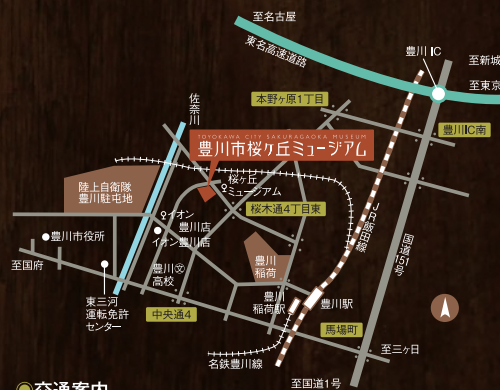 至名古屋
東名高速道路
豊川 IC
至新城
至東京
佐奈川
本野ヶ原1丁目
豊川IC南
TOYOKAWA CITY SAKURAGAOKA MUSEUM
豊川市桜ヶ丘ミュージアム
陸上自衛隊
豊川駐屯地
桜ヶ丘
ミュージアム
桜木通4丁目東
JR飯田線
イオン
豊川店
イオン豊川店
豊川市役所
国道151号
至国府
豊川
高校
文
豊川
稲荷
東三河
運転免許
センター
中央通4
豊川
稲荷駅
豊川駅
馬場町
名鉄豊川線
至三ヶ日
至国道1号